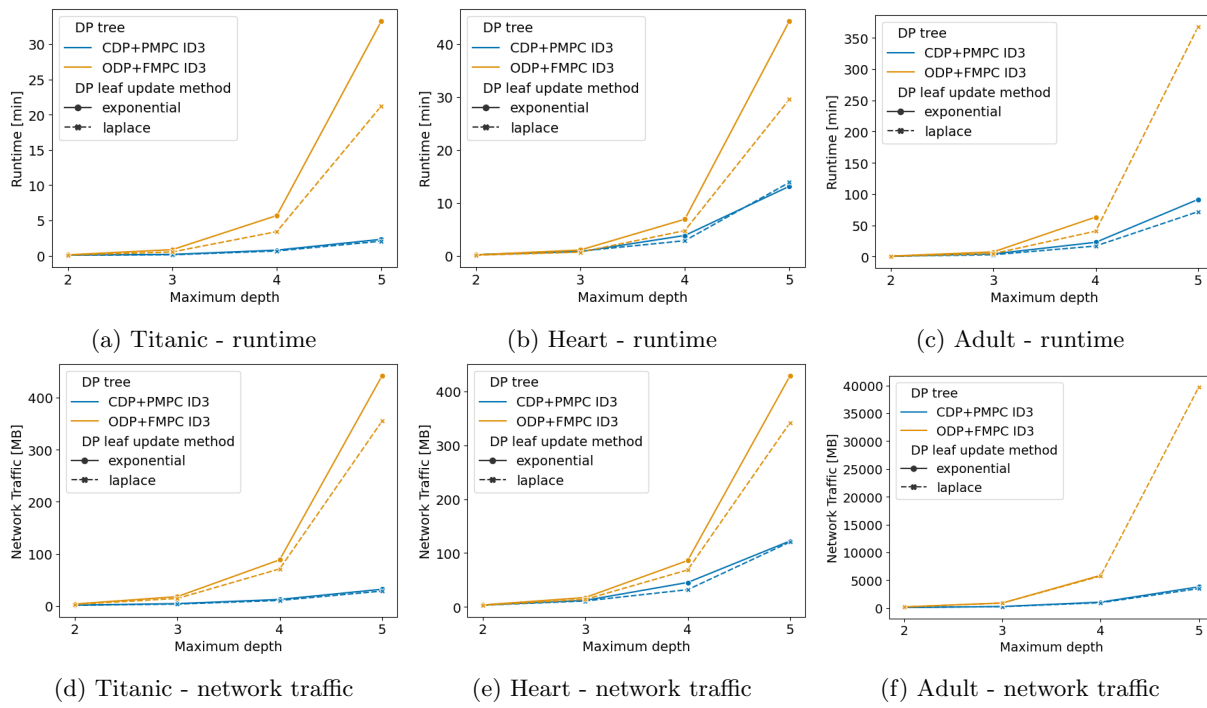 DP tree
CDP+PMPC ID3
ODP+FMPC ID3
DP leaf update method
exponential
laplace
Runtime [min]
30
25
20
15
10
5
0
2
3
4
5
Maximum depth
(a) Titanic - runtime
DP tree
CDP+PMPC ID3
ODP+FMPC ID3
DP leaf update method
exponential
laplace
Runtime [min]
40
30
20
10
0
2
3
4
5
Maximum depth
(b) Heart - runtime
DP tree
CDP+PMPC ID3
ODP+FMPC ID3
DP leaf update method
exponential
laplace
Runtime [min]
350
300
250
200
150
100
50
0
2
3
4
5
Maximum depth
(c) Adult - runtime
DP tree
CDP+PMPC ID3
ODP+FMPC ID3
DP leaf update method
exponential
laplace
Network Traffic [MB]
400
300
200
100
0
2
3
4
5
Maximum depth
(d) Titanic - network traffic
DP tree
CDP+PMPC ID3
ODP+FMPC ID3
DP leaf update method
exponential
laplace
Network Traffic [MB]
400
300
200
100
0
2
3
4
5
Maximum depth
(e) Heart - network traffic
DP tree
CDP+PMPC ID3
ODP+FMPC ID3
DP leaf update method
exponential
laplace
Network Traffic [MB]
40000
35000
30000
25000
20000
15000
10000
5000
0
2
3
4
5
Maximum depth
(f) Adult - network traffic